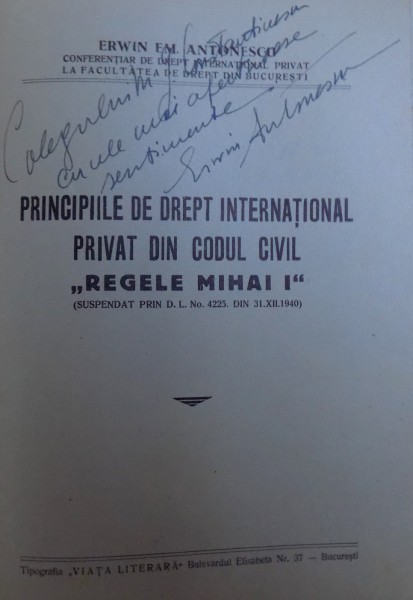 ERWIN EM. ANTONESCU
CONFERENȚIAR DE DREPT INTERNAȚIONAL PRIVAT
LA FACULTATEA DE DREPT DIN BUCUREȘTI
Colegului
cu cele mai afectuoase
sentimente
Erwin Antonescu
PRINCIPIILE DE DREPT INTERNAȚIONAL
PRIVAT DIN CODUL CIVIL
„REGELE MIHAI I“
(SUSPENDAT PRIN D. L. No. 4225. DIN 31.XII.1940)
Tipografia „VIAȚA LITERARĂ“ Bulevardul Elisabeta Nr. 37 — București